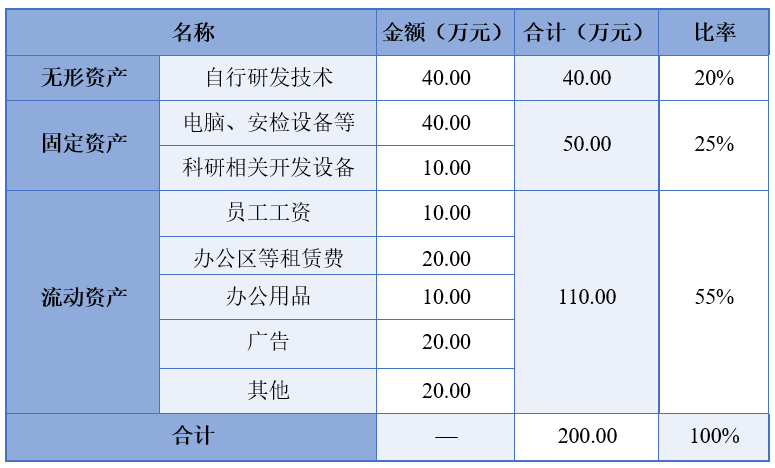 名称 金额（万元） 合计（万元） 比率
无形资产 自行研发技术 40.00 40.00 20%
固定资产 电脑、安检设备等 40.00 50.00 25%
科研相关开发设备 10.00
流动资产 员工工资 10.00 110.00 55%
办公区等租赁费 20.00
办公用品 10.00
广告 20.00
其他 20.00
合计 — 200.00 100%